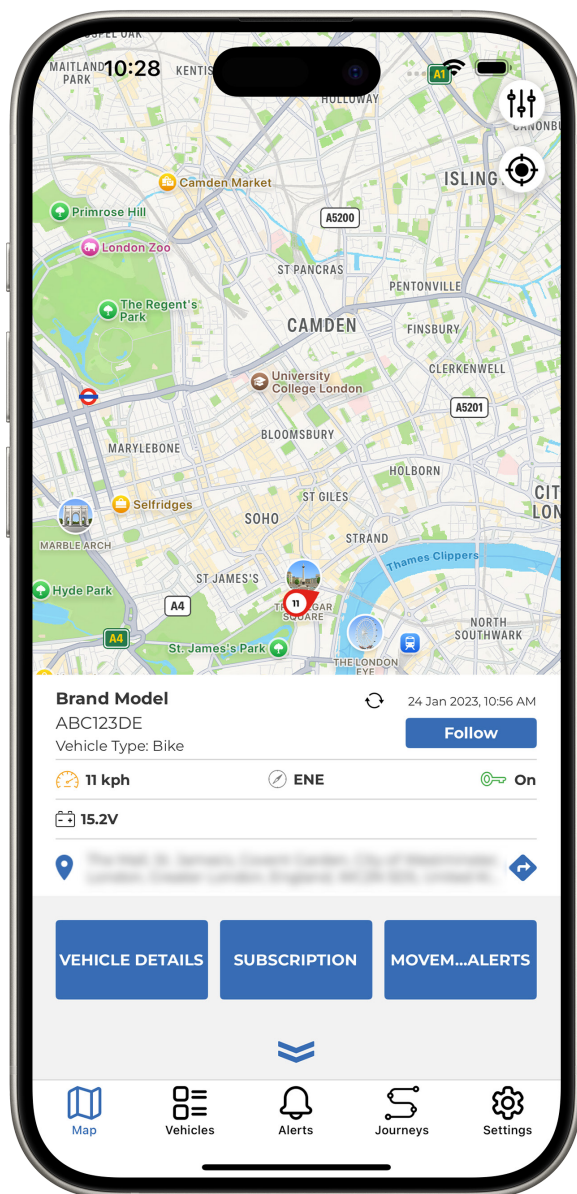 GOSPEL OAK
MAITLAND
PARK
10:28
KENTIS
A1
HOLLOWAY
CANONBU
Camden Market
ISLING
Primrose Hill
A5200
London Zoo
ST PANCRAS
PENTONVILLE
The Regent's
Park
CAMDEN
FINSBURY
University
College London
CLERKENWELL
A5201
BLOOMSBURY
MARYLEBONE
HOLBORN
Selfridges
ST GILES
CIT
LON
SOHO
STRAND
MARBLE ARCH
Thames Clippers
ST JAMES'S
Hyde Park
A4
11
GAR
SQUARE
A4
St. James's Park
NORTH
SOUTHWARK
THE LONDON
EYE
Brand Model
24 Jan 2023, 10:56 AM
ABC123DE
Follow
Vehicle Type: Bike
11 kph
ENE
On
15.2V
VEHICLE DETAILS
SUBSCRIPTION
MOVEM...ALERTS
Map
Vehicles
Alerts
Journeys
Settings